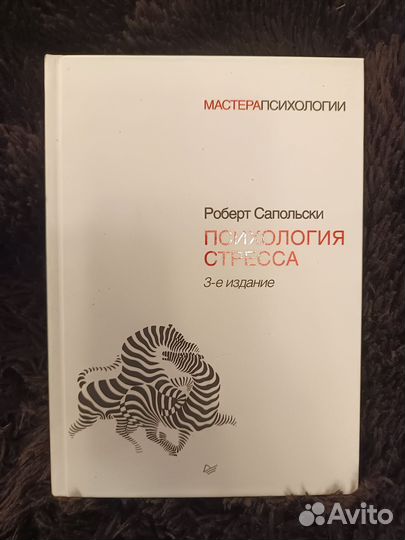 МАСТЕРАПСИХОЛОГИИ
Роберт Сапольски
ПСИХОЛОГИЯ
СТРЕССА
3-е издание
Avito